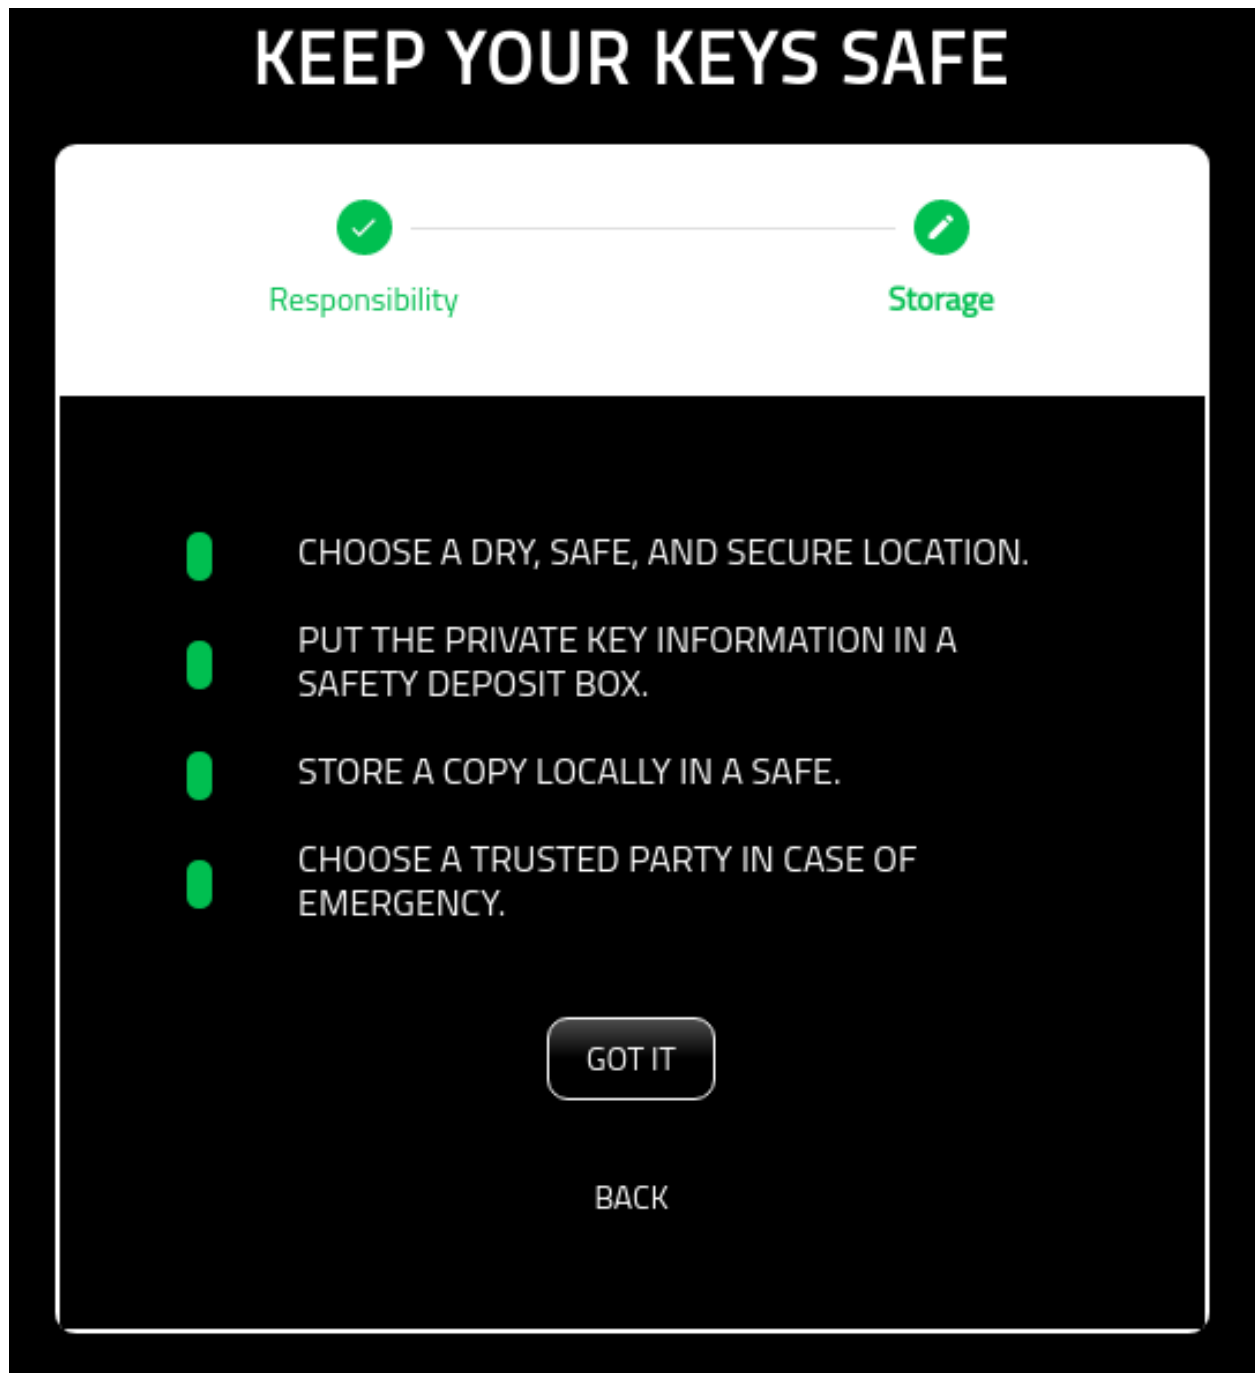 KEEP YOUR KEYS SAFE
Responsibility
Storage
CHOOSE A DRY, SAFE, AND SECURE LOCATION.
PUT THE PRIVATE KEY INFORMATION IN A
SAFETY DEPOSIT BOX.
STORE A COPY LOCALLY IN A SAFE.
CHOOSE A TRUSTED PARTY IN CASE OF
EMERGENCY.
GOT IT
BACK